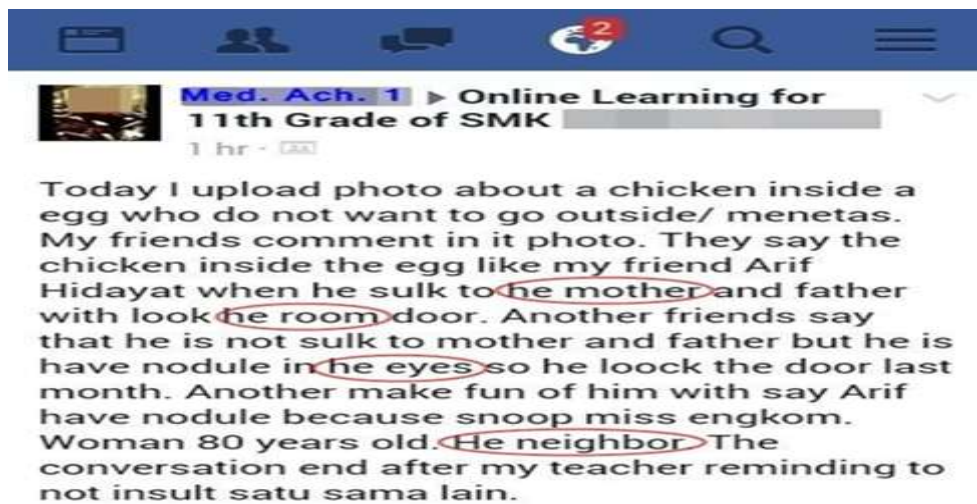 2
Med. Ach. 1 ▸ Online Learning for
11th Grade of SMK
1 hr ·
Today I upload photo about a chicken inside a
egg who do not want to go outside/ menetas.
My friends comment in it photo. They say the
chicken inside the egg like my friend Arif
Hidayat when he sulk to he mother and father
with look he room door. Another friends say
that he is not sulk to mother and father but he is
have nodule in he eyes so he loock the door last
month. Another make fun of him with say Arif
have nodule because snoop miss engkom.
Woman 80 years old. He neighbor. The
conversation end after my teacher reminding to
not insult satu sama lain.